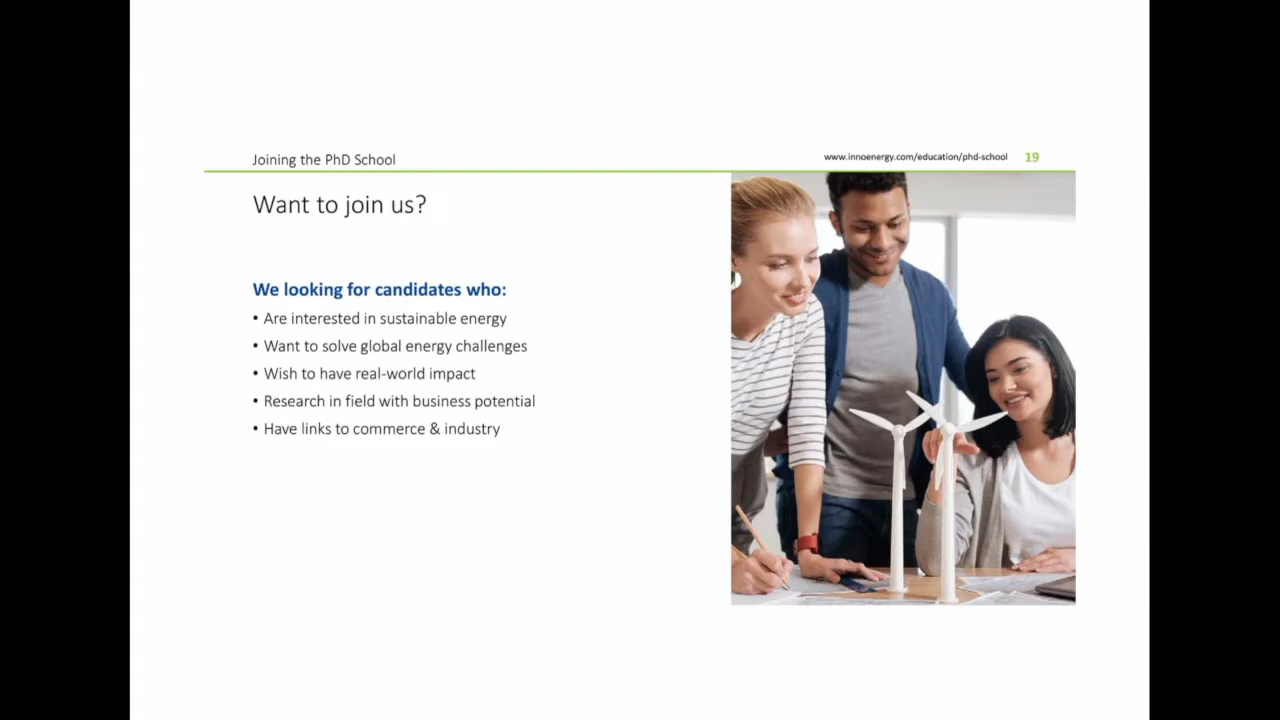 Joining the PhD School
www.innoenergy.com/education/phd-school 19
Want to join us?
We looking for candidates who:
• Are interested in sustainable energy
• Want to solve global energy challenges
• Wish to have real-world impact
• Research in field with business potential
• Have links to commerce & industry